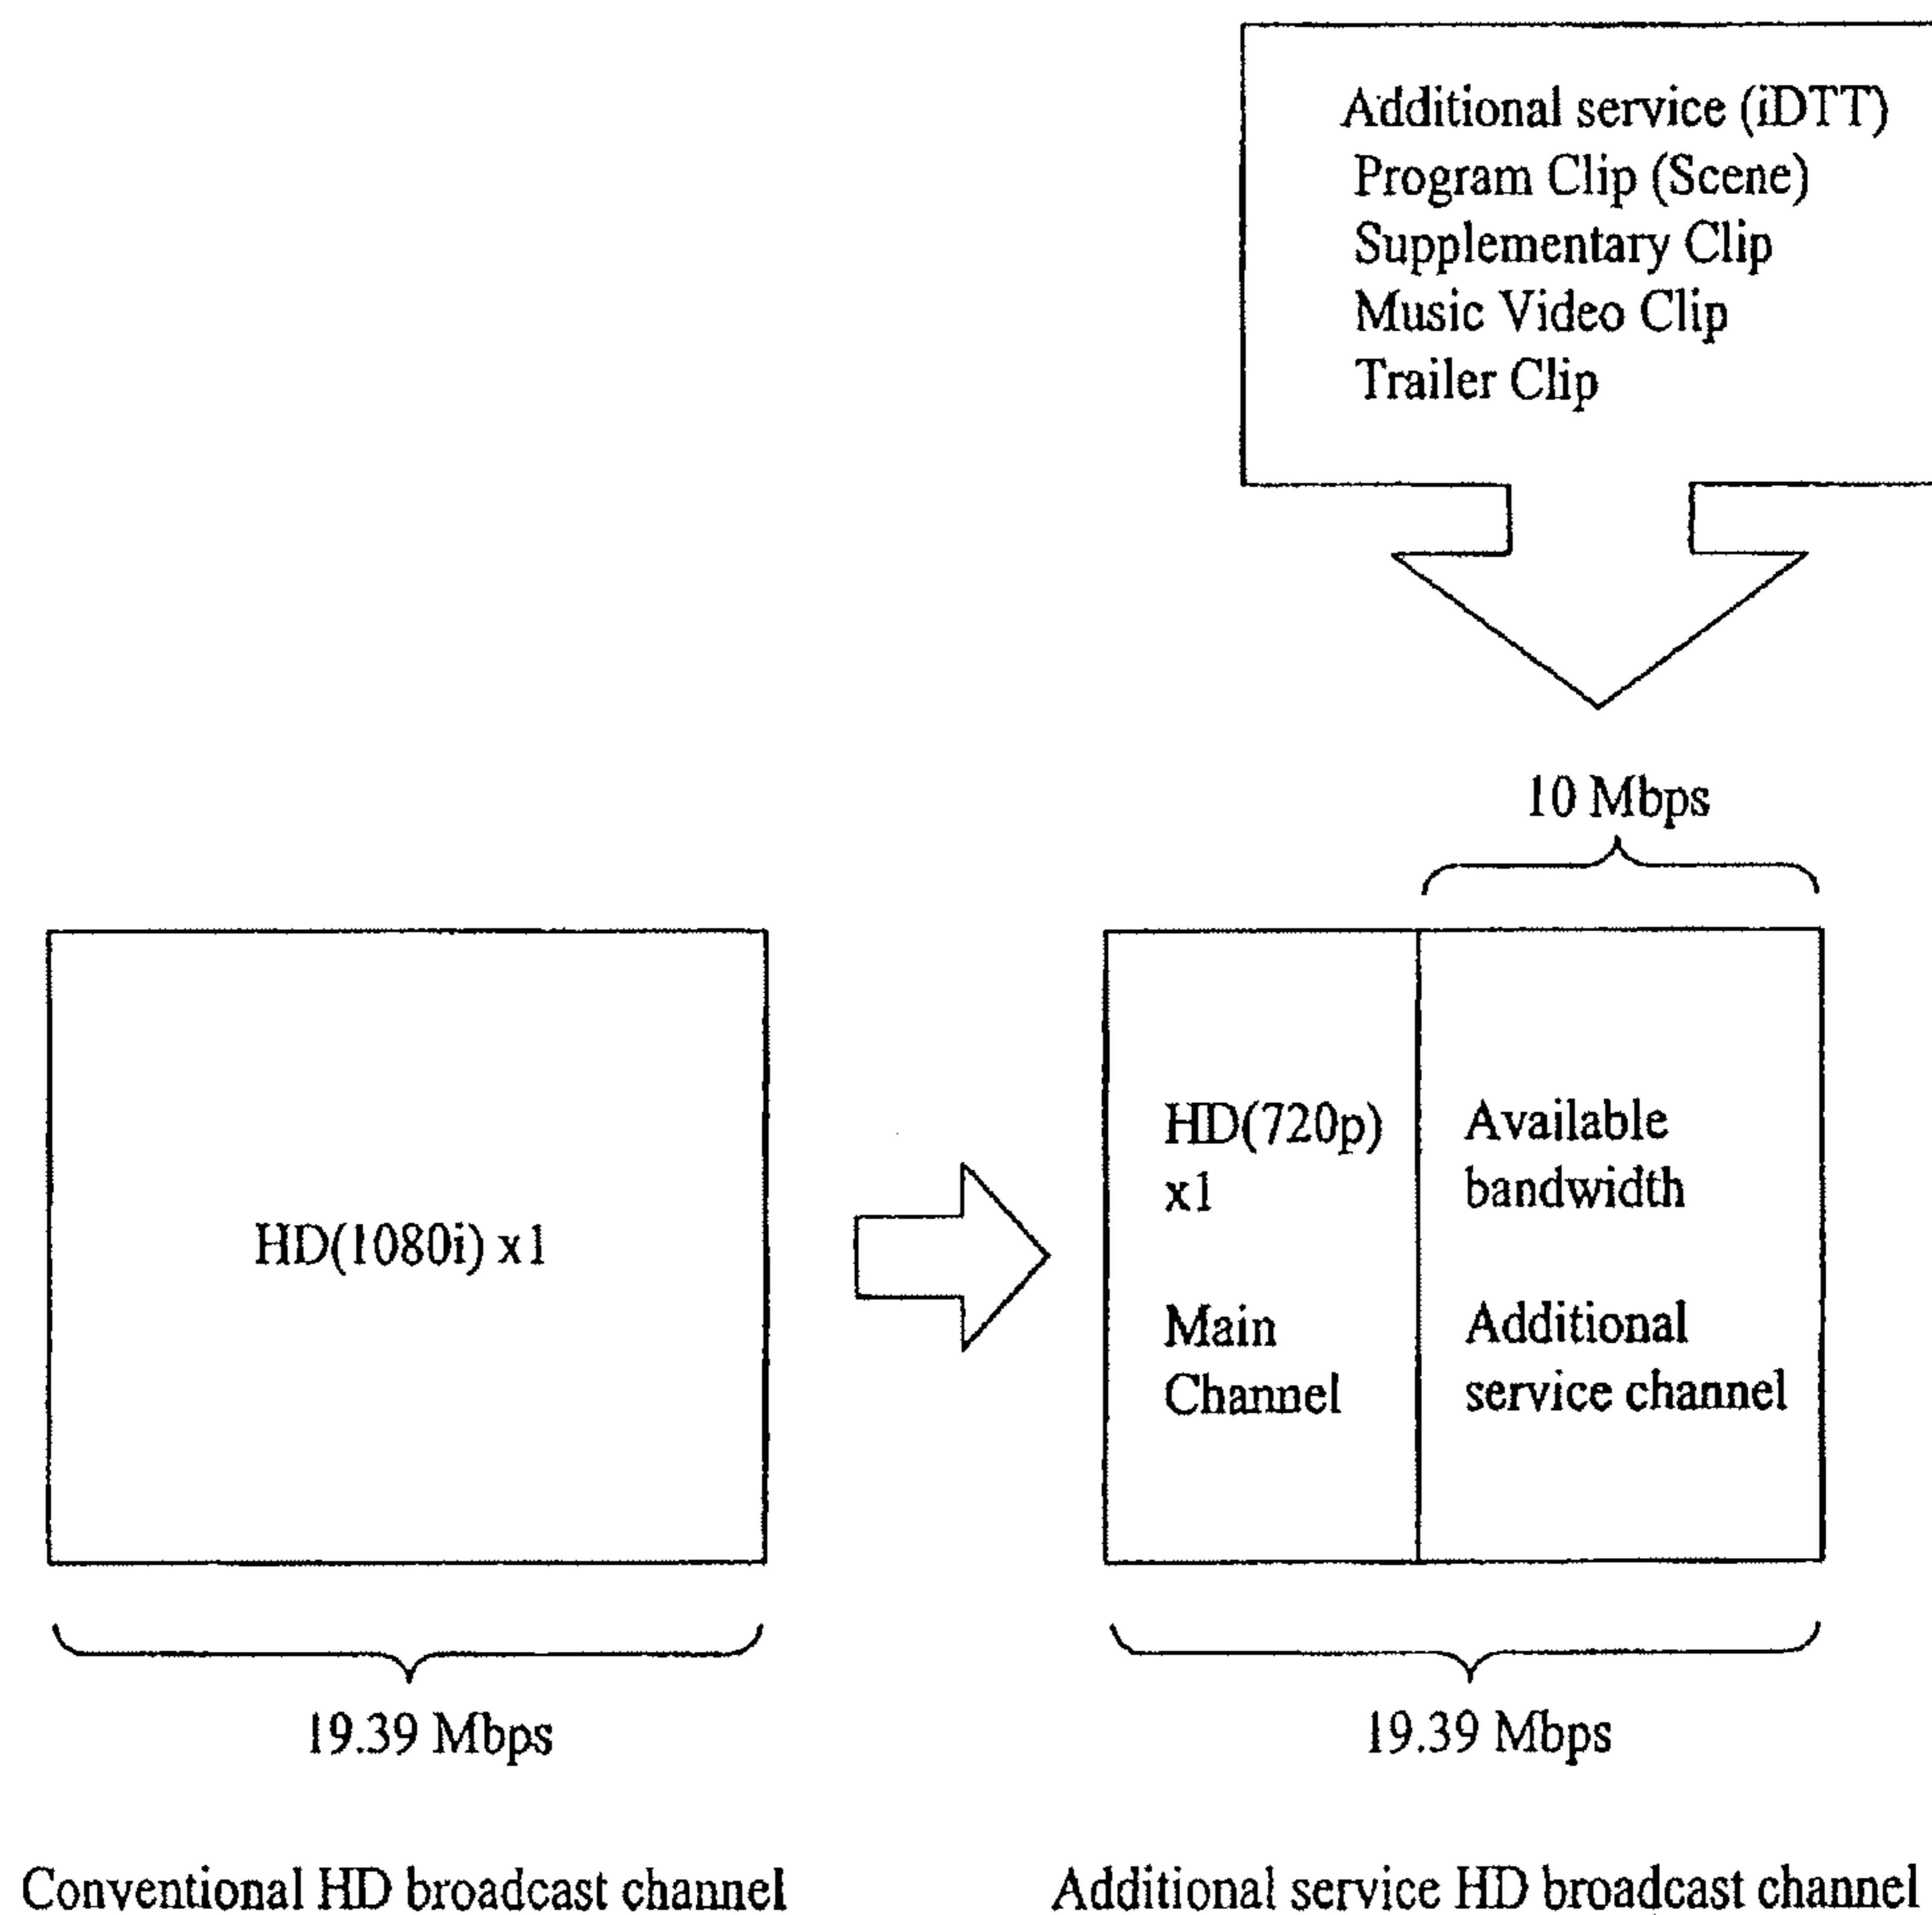 Additional service (iDTT)
Program Clip (Scene)
Supplementary Clip
Music Video Clip
Trailer Clip
10 Mbps
HD(1080i) x1
HD(720p)
x1
Main
Channel
Available
bandwidth
Additional
service channel
19.39 Mbps
19.39 Mbps
Conventional HD broadcast channel
Additional service HD broadcast channel